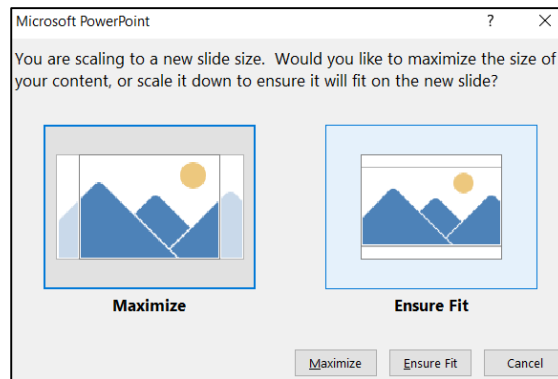 Microsoft PowerPoint ? ×
You are scaling to a new slide size. Would you like to maximize the size of
your content, or scale it down to ensure it will fit on the new slide?
Maximize Ensure Fit
Maximize Ensure Fit Cancel